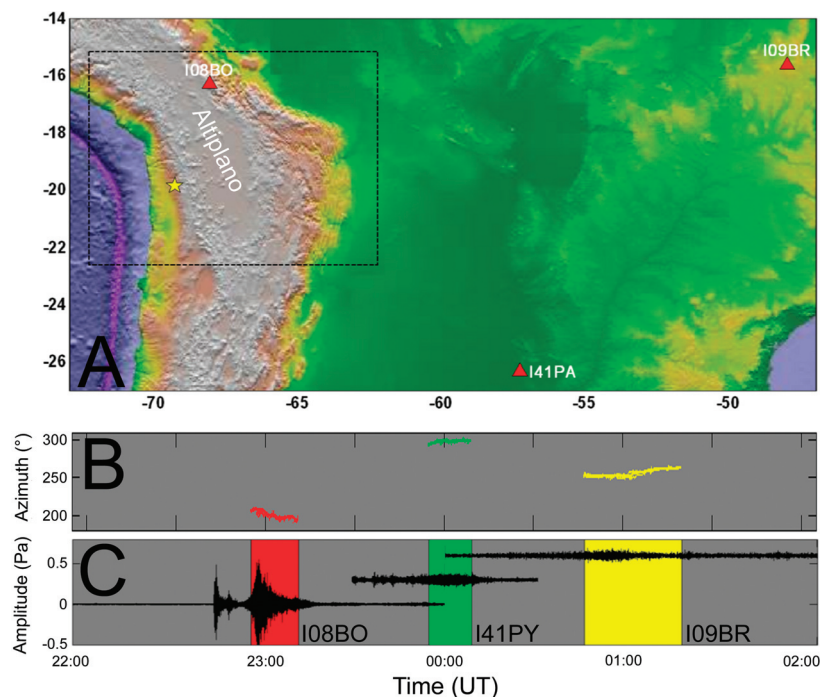 -14
-16
-18
-20
-22
-24
-26
I08BO
I09BR
Altiplano
I41PA
A
-70 -65 -60 -55 -50
B
Azimuth (°)
300
250
200
C
Amplitude (Pa)
0.5
0
-0.5
I08BO I41PY I09BR
22:00 23:00 00:00 01:00 02:00
Time (UT)